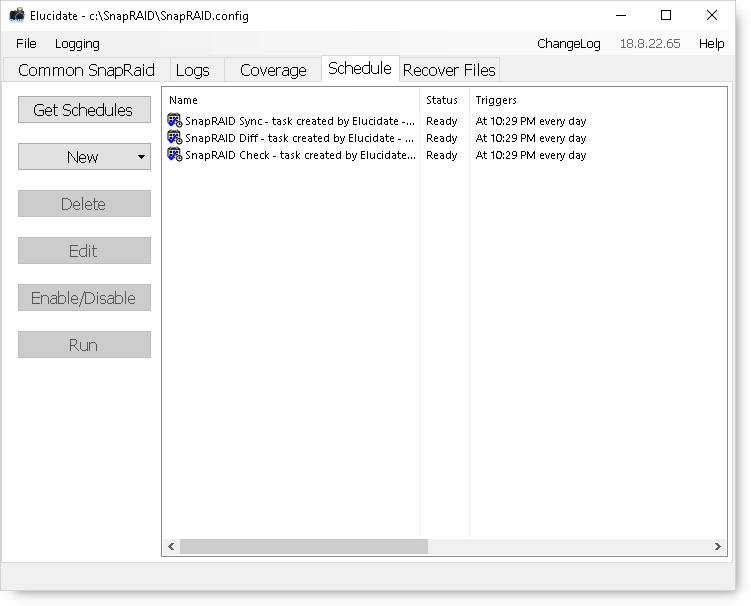 Elucidate - c:\SnapRAID\SnapRAID.config
File Logging ChangeLog 18.8.22.65 Help
Common SnapRaid Logs Coverage Schedule Recover Files
Get Schedules
New
Delete
Edit
Enable/Disable
Run
Name Status Triggers
SnapRAID Sync - task created by Elucidate -... Ready At 10:29 PM every day
SnapRAID Diff - task created by Elucidate - ... Ready At 10:29 PM every day
SnapRAID Check - task created by Elucidate... Ready At 10:29 PM every day